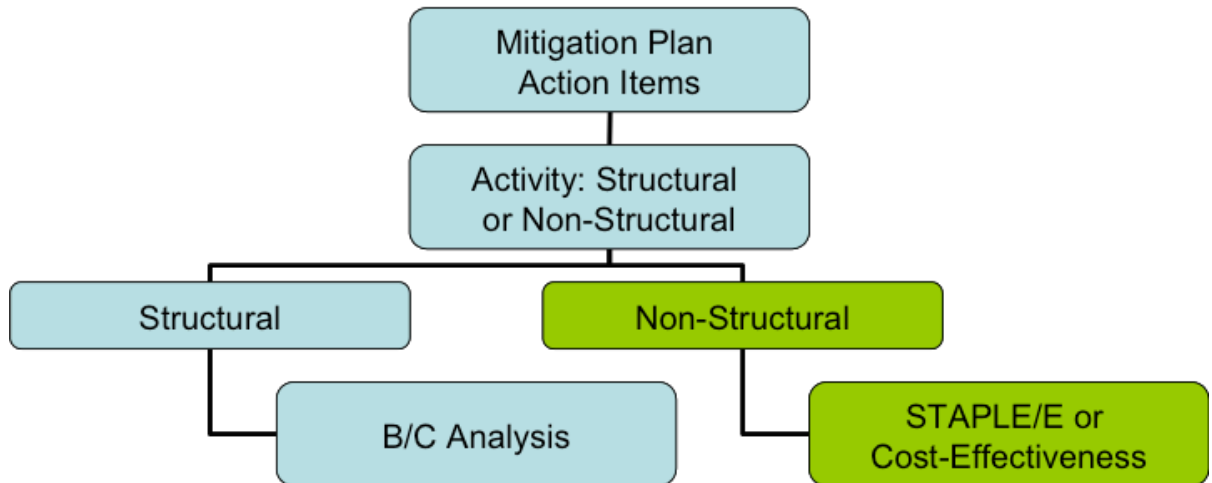 Mitigation Plan
Action Items
Activity: Structural
or Non-Structural
Structural
Non-Structural
B/C Analysis
STAPLE/E or
Cost-Effectiveness